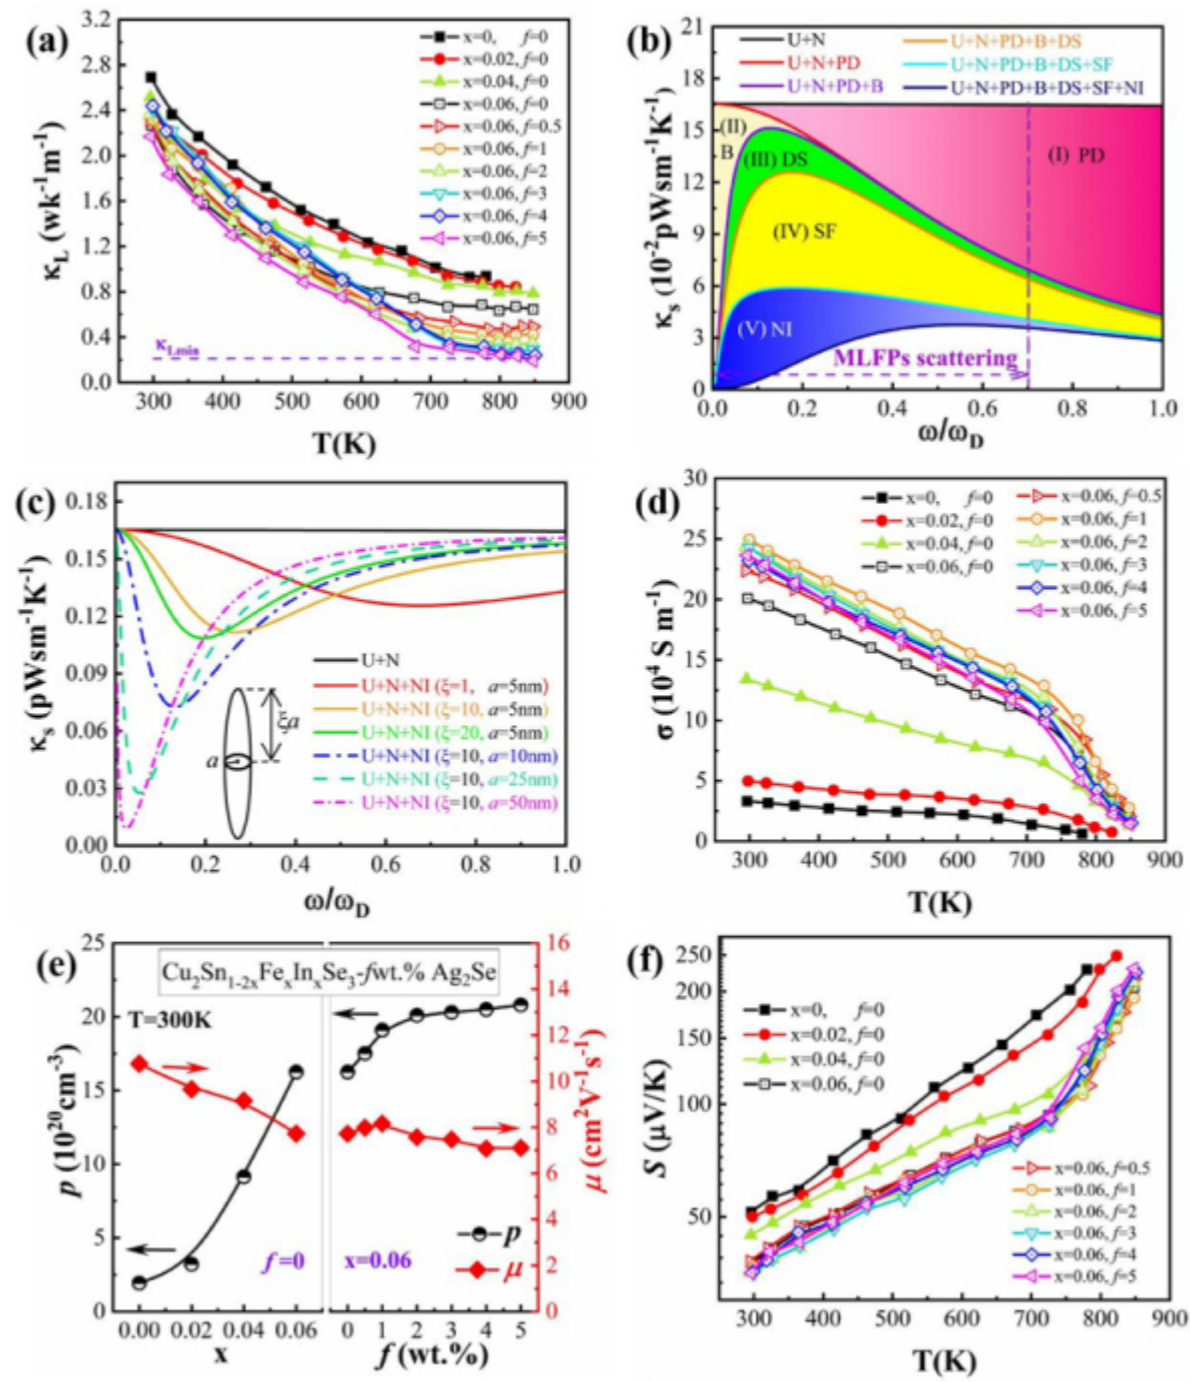 (a)
3.2
2.8
2.4
2.0
1.6
1.2
0.8
0.4
0.0
κL (wk-1m-1)
x=0, f=0
x=0.02, f=0
x=0.04, f=0
x=0.06, f=0
x=0.06, f=0.5
x=0.06, f=1
x=0.06, f=2
x=0.06, f=3
x=0.06, f=4
x=0.06, f=5
κLmin
300 400 500 600 700 800 900
T(K)
(b)
U+N
U+N+PD
U+N+PD+B
U+N+PD+B+DS
U+N+PD+B+DS+SF
U+N+PD+B+DS+SF+NI
18
15
12
9
6
3
0
κs (10-2pWsm-1K-1)
(II)
B
(III) DS
(I) PD
(IV) SF
(V) NI
MLFPs scattering
0.0 0.2 0.4 0.6 0.8 1.0
ω/ωD
(c)
0.18
0.15
0.12
0.09
0.06
0.03
0.00
κs (pWsm-1K-1)
U+N
U+N+NI (ξ=1, a=5nm)
U+N+NI (ξ=10, a=5nm)
U+N+NI (ξ=20, a=5nm)
U+N+NI (ξ=10, a=10nm)
U+N+NI (ξ=10, a=25nm)
U+N+NI (ξ=10, a=50nm)
ξa
a
0.0 0.2 0.4 0.6 0.8 1.0
ω/ωD
(d)
30
25
20
15
10
5
0
σ (104 S m-1)
x=0, f=0
x=0.02, f=0
x=0.04, f=0
x=0.06, f=0
x=0.06, f=0.5
x=0.06, f=1
x=0.06, f=2
x=0.06, f=3
x=0.06, f=4
x=0.06, f=5
300 400 500 600 700 800 900
T(K)
(e)
Cu2Sn1-2xFexInxSe3-fwt.% Ag2Se
T=300K
25
20
15
10
5
0
p (1020cm-3)
16
14
12
10
8
6
4
2
0
μ (cm2V-1s-1)
p
μ
f=0
x=0.06
0.00 0.02 0.04 0.06
0 1 2 3 4 5
x
f (wt.%)
(f)
250
200
150
100
50
S (μV/K)
x=0, f=0
x=0.02, f=0
x=0.04, f=0
x=0.06, f=0
x=0.06, f=0.5
x=0.06, f=1
x=0.06, f=2
x=0.06, f=3
x=0.06, f=4
x=0.06, f=5
300 400 500 600 700 800 900
T(K)